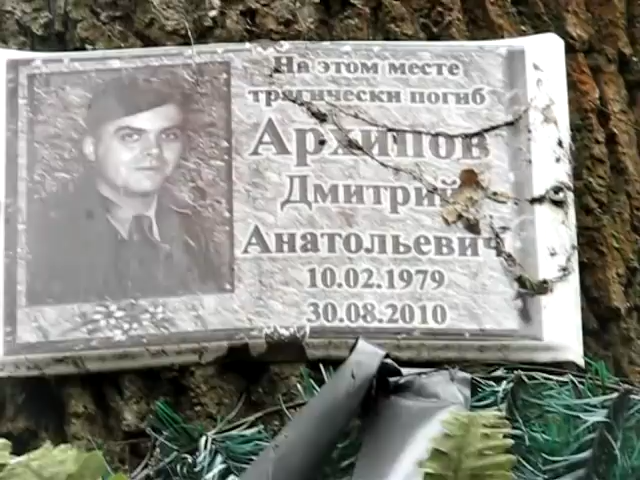 На этом месте
трагически погиб
Архипов
Дмитрий
Анатольевич
10.02.1979
30.08.2010